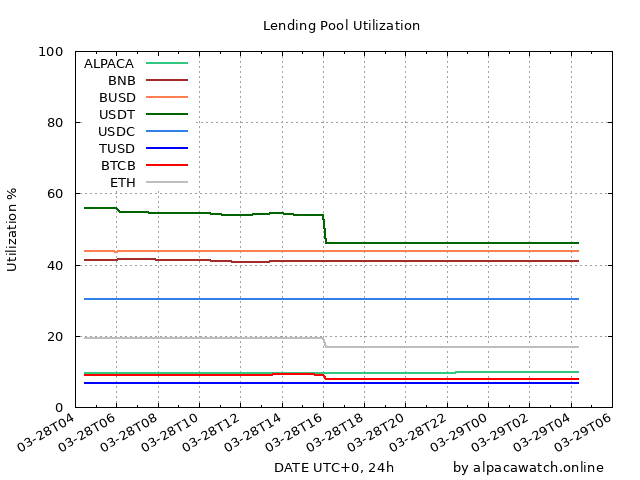 Lending Pool Utilization
100
80
60
40
20
0
Utilization %
ALPACA
BNB
BUSD
USDT
USDC
TUSD
BTCB
ETH
03-28T04
03-28T06
03-28T08
03-28T10
03-28T12
03-28T14
03-28T16
03-28T18
03-28T20
03-28T22
03-29T00
03-29T02
03-29T04
03-29T06
DATE UTC+0, 24h
by alpacawatch.online